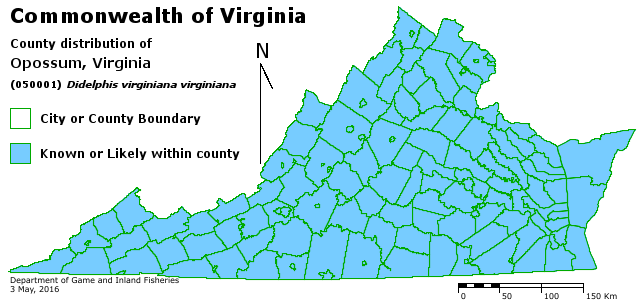 Commonwealth of Virginia
County distribution of
Opossum, Virginia
(050001) Didelphis virginiana virginiana
N
City or County Boundary
Known or Likely within county
Department of Game and Inland Fisheries
3 May, 2016
0 50 100 150 Km